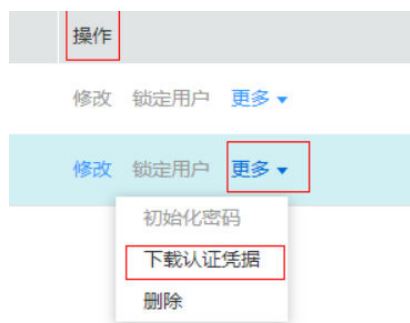 操作
修改 锁定用户 更多
修改 锁定用户 更多
初始化密码
下载认证凭据
删除